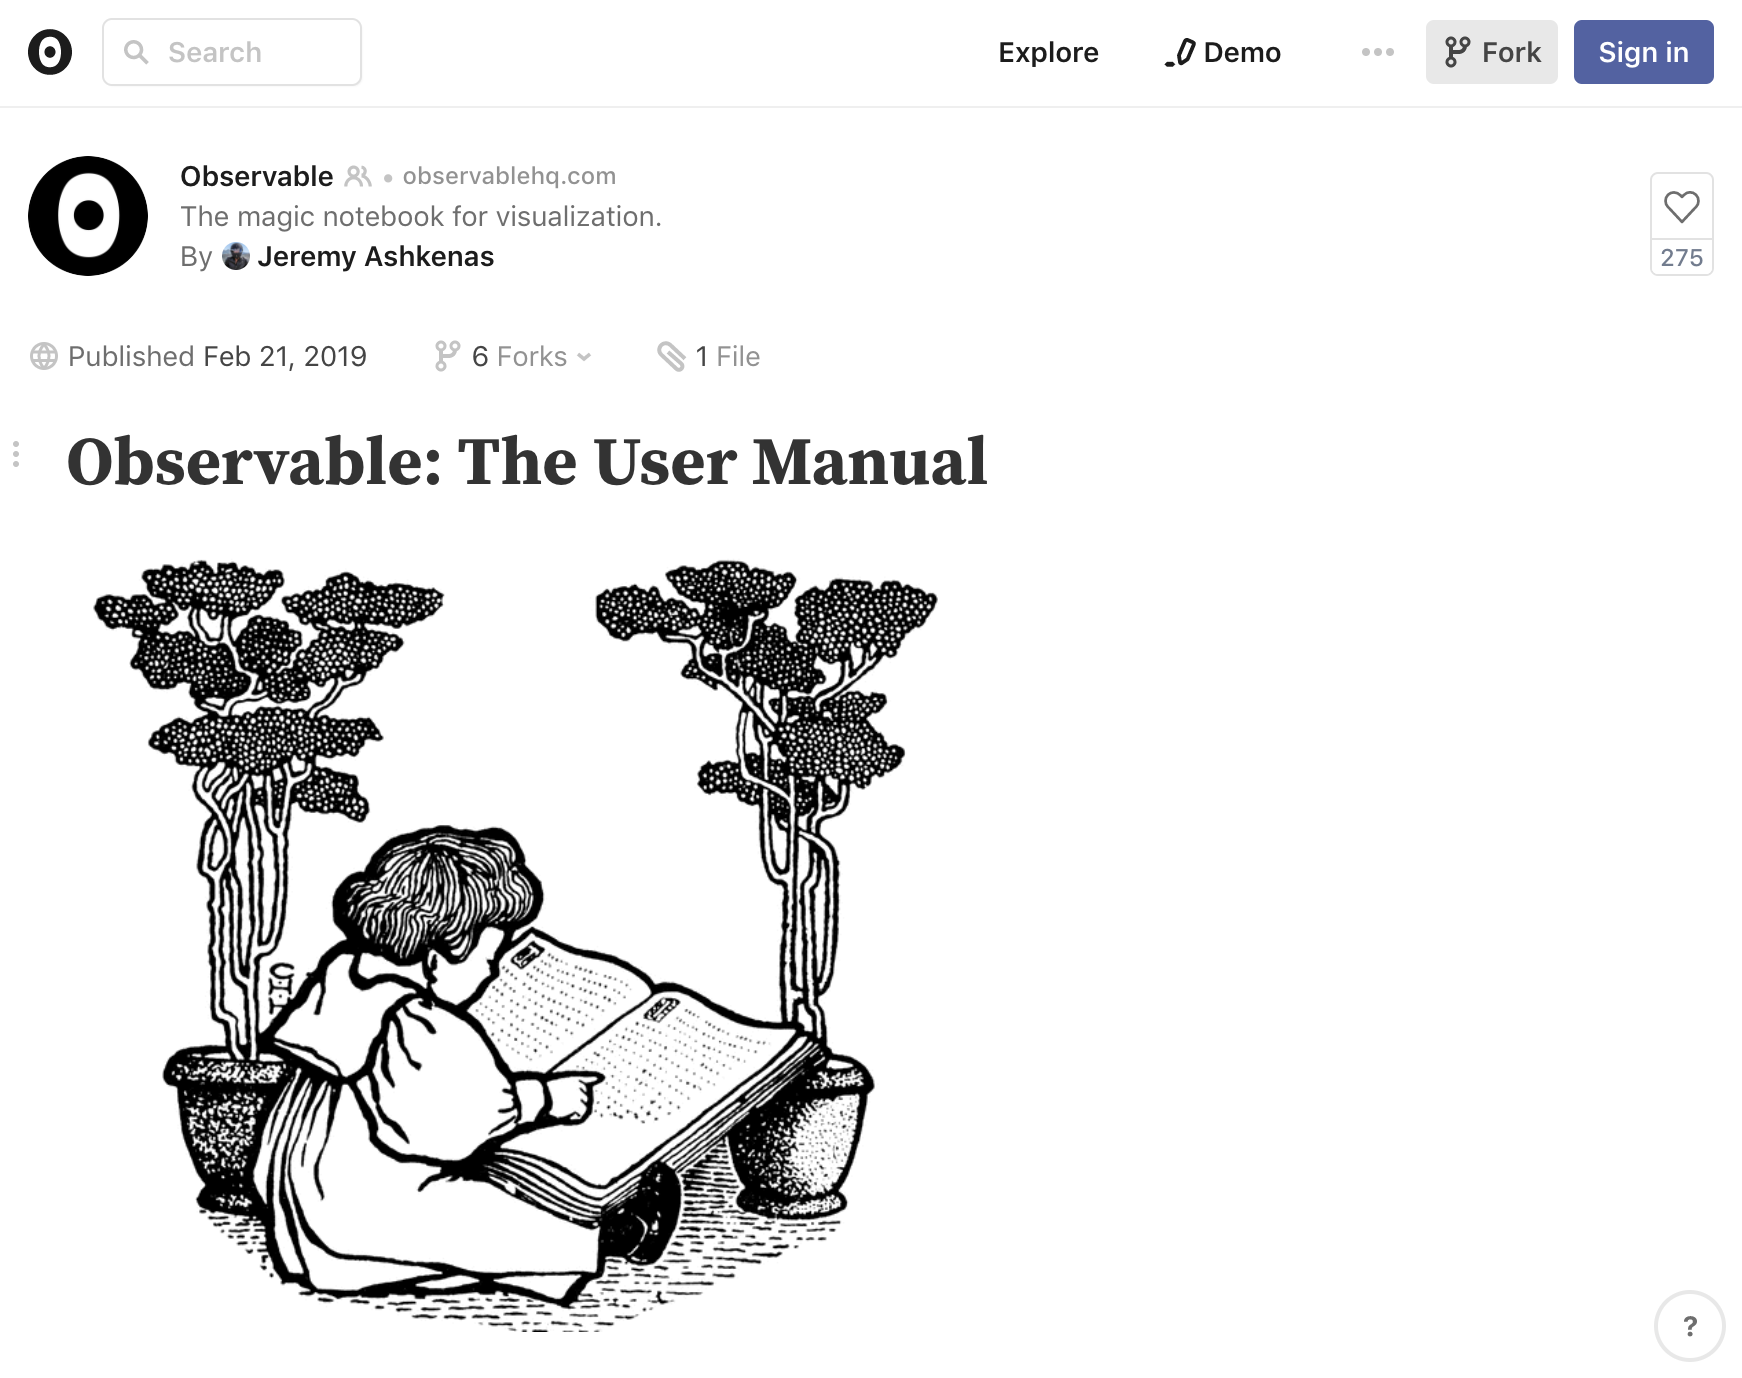 Search
Explore
Demo
Fork
Sign in
Observable • observablehq.com
The magic notebook for visualization.
By Jeremy Ashkenas
275
Published Feb 21, 2019
6 Forks
1 File
Observable: The User Manual
?